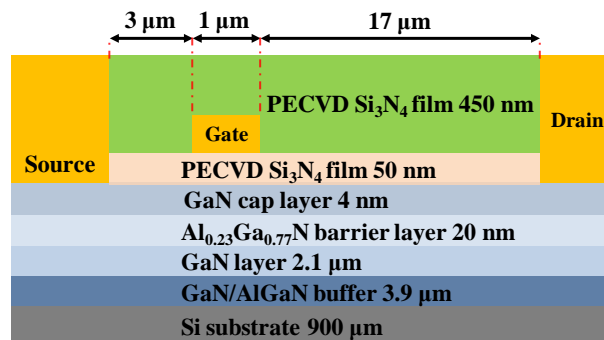 3 μm 1 μm 17 μm
PECVD Si₃N₄ film 450 nm
Gate
Drain
Source
PECVD Si₃N₄ film 50 nm
GaN cap layer 4 nm
Al₀.₂₃Ga₀.₇₇N barrier layer 20 nm
GaN layer 2.1 μm
GaN/AlGaN buffer 3.9 μm
Si substrate 900 μm